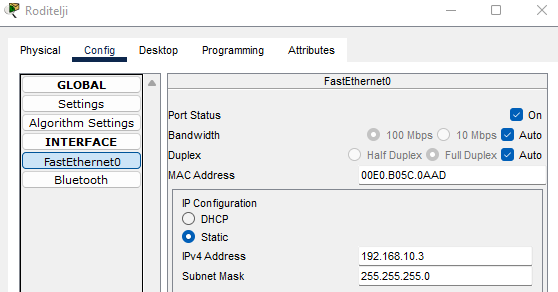 Roditelji
Physical Config Desktop Programming Attributes
GLOBAL
Settings
Algorithm Settings
INTERFACE
FastEthernet0
Bluetooth
FastEthernet0
Port Status On
Bandwidth 100 Mbps 10 Mbps Auto
Duplex Half Duplex Full Duplex Auto
MAC Address 00E0.B05C.0AAD
IP Configuration
DHCP
Static
IPv4 Address 192.168.10.3
Subnet Mask 255.255.255.0